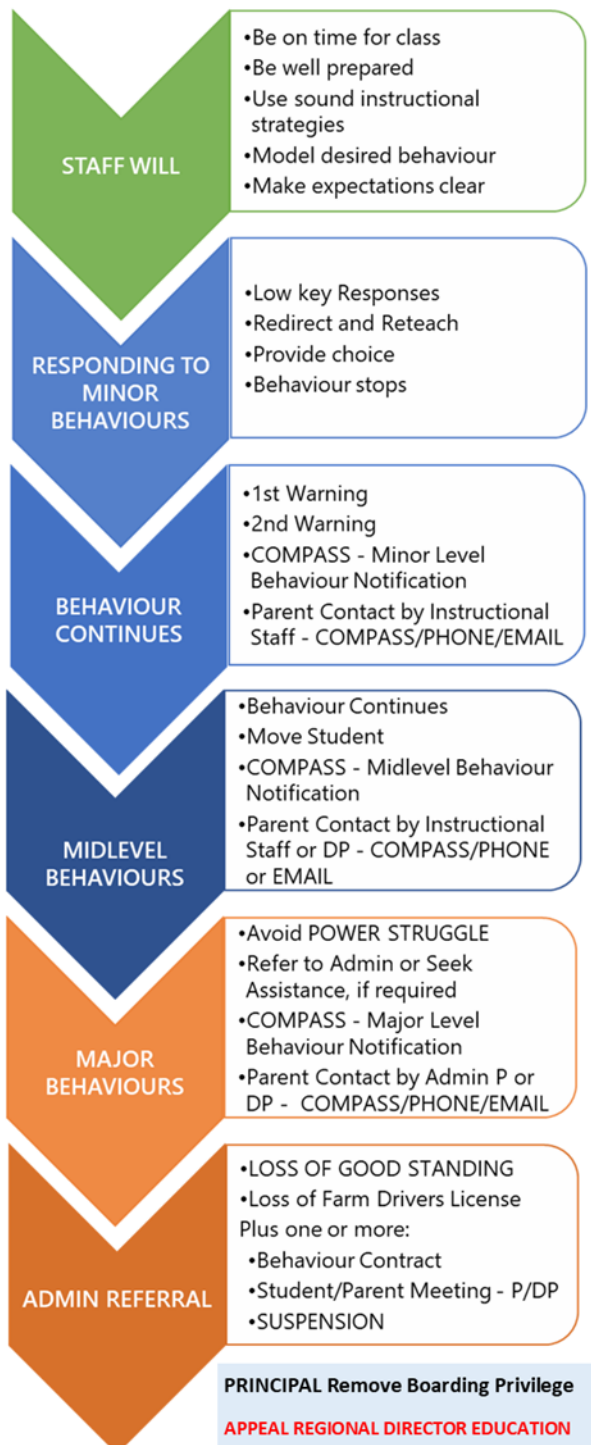 STAFF WILL
•Be on time for class
•Be well prepared
•Use sound instructional
strategies
•Model desired behaviour
•Make expectations clear
RESPONDING TO
MINOR
BEHAVIOURS
•Low key Responses
•Redirect and Reteach
•Provide choice
•Behaviour stops
BEHAVIOUR
CONTINUES
•1st Warning
•2nd Warning
•COMPASS - Minor Level
Behaviour Notification
•Parent Contact by Instructional
Staff - COMPASS/PHONE/EMAIL
MIDLEVEL
BEHAVIOURS
•Behaviour Continues
•Move Student
•COMPASS - Midlevel Behaviour
Notification
•Parent Contact by Instructional
Staff or DP - COMPASS/PHONE
or EMAIL
MAJOR
BEHAVIOURS
•Avoid POWER STRUGGLE
•Refer to Admin or Seek
Assistance, if required
•COMPASS - Major Level
Behaviour Notification
•Parent Contact by Admin P or
DP - COMPASS/PHONE/EMAIL
ADMIN REFERRAL
•LOSS OF GOOD STANDING
•Loss of Farm Drivers License
Plus one or more:
•Behaviour Contract
•Student/Parent Meeting - P/DP
•SUSPENSION
PRINCIPAL Remove Boarding Privilege
APPEAL REGIONAL DIRECTOR EDUCATION